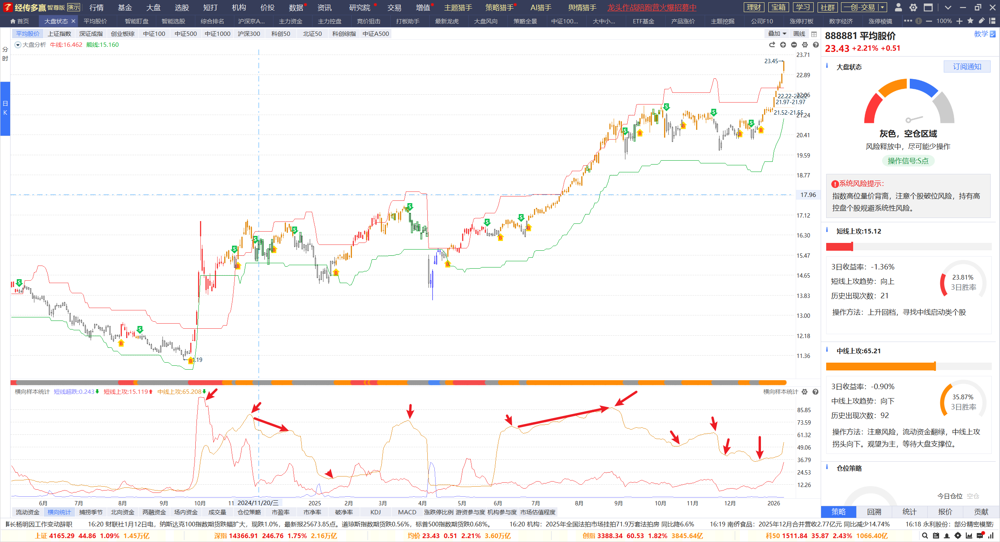 经传多赢 智尊版 演示 行情 基金 大盘 选股 短打 机构 价投 数据 资讯 研究院 交易 增值 主题猎手 策略猎手 AI猎手 舆情猎手 龙头作战陪跑营火爆招募中 理财 宝箱 学习 社群 一创-交易
首页 大盘状态 平均股价 智能盯盘 智能选股 综合排名 沪深京A... 主力资金 主力控盘 竞价狙击 打板助手 最新龙虎 大盘风向 策略全景 中证100... 大中小... ETF基金 产品涨价 主题挖掘 公司F10 涨停打板 数字经济 涨停棱镜 100%
平均股价 上证指数 深证成指 创业板综 中证100 中证500 中证1000 沪深300 科创50 北证50 科创综指 中证A500 叠加 画线
分时
日K
大盘分析 牛线:16.462 熊线:15.160
23.71
23.45
22.89
22.06
22.22-22.22
21.97-21.97
21.52-21.55
21.24
20.41
19.59
18.77
17.96
17.12
16.30
15.47
14.65
13.83
13.00
12.18
11.36
.19
S
B
横向样本统计 短线超跌:0.243 短线上攻:15.119 中线上攻:65.208 横向样本统计
85.85
73.59
61.32
49.06
36.79
24.53
12.26
6月 7月 8月 9月 10月 11 2024/11/20/三 2025 2月 3月 4月 5月 6月 7月 8月 9月 10月 11月 12月 2026
流动资金 横向统计 捕捞季节 北向资金 两融资金 场内资金 成交量 仓位策略 市盈率 市净率 破净率 KDJ MACD 涨跌停比例 游资参与度 机构参与度 市场估值程度
888881 平均股价 教学
23.43 +2.21% +0.51
大盘状态 订阅通知
灰色，空仓区域
风险释放中，尽可能少操作
操作信号:S点
系统风险提示：
指数高位量价背离，注意个股破位风险，持有高
控盘个股规避系统性风险。
短线上攻:15.12
3日收益率：-1.36%
短线上攻趋势：向上
历史出现次数：21
23.81%
3日胜率
操作方法：上升回档，寻找中线启动类个股
中线上攻:65.21
3日收益率：-0.90%
中线上攻趋势：向下
历史出现次数：92
35.87%
3日胜率
操作方法：注意风险，流动资金翻绿，中线上攻
拐头向下。观望为主，等待大盘支撑位。
仓位策略
今日仓位 空仓
策略 回溯 统计 报价 贡献
事长杨明因工作变动辞职 16:20 财联社1月12日电，纳斯达克100指数期货跌幅扩大，现跌1.0%，最新报25673.85点。道琼斯指数期货跌0.56%，标普500指数期货跌0.68%。 16:20 机构：2025年全国法拍市场挂拍71.9万套法拍房 同比降6.6% 16:19 南侨食品：2025年12月合并营收2.77亿元 同比减少14.74% 16:18 永利股份：部分精密模塑
上证 4165.29 44.86 1.09% 1.45万亿 深指 14366.91 246.76 1.75% 2.16万亿 均价 23.43 0.51 2.21% 3.60万亿 创指 3388.34 60.53 1.82% 3845.64亿 科50 1511.84 35.87 2.43% 1066.40亿